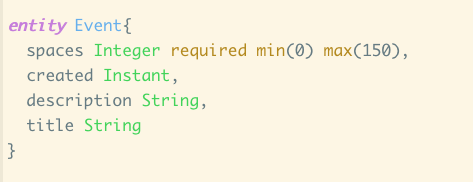 entity Event{
  spaces Integer required min(0) max(150),
  created Instant,
  description String,
  title String
}